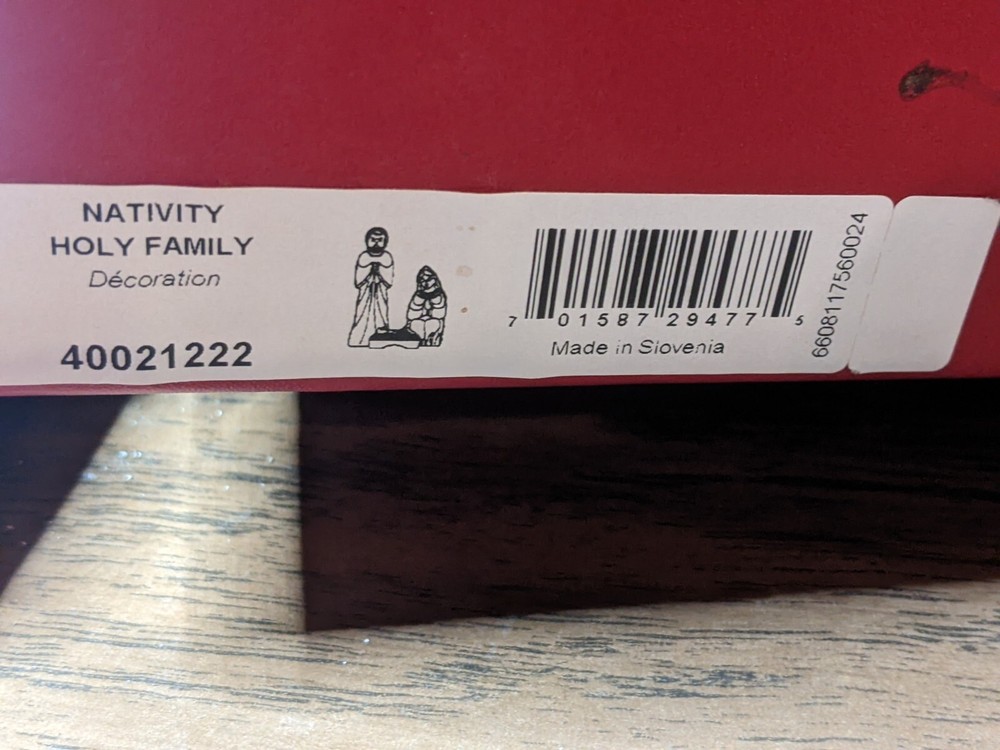 NATIVITY
HOLY FAMILY
Décoration
40021222
7 01587 29477 5
Made in Slovenia
6608117560024